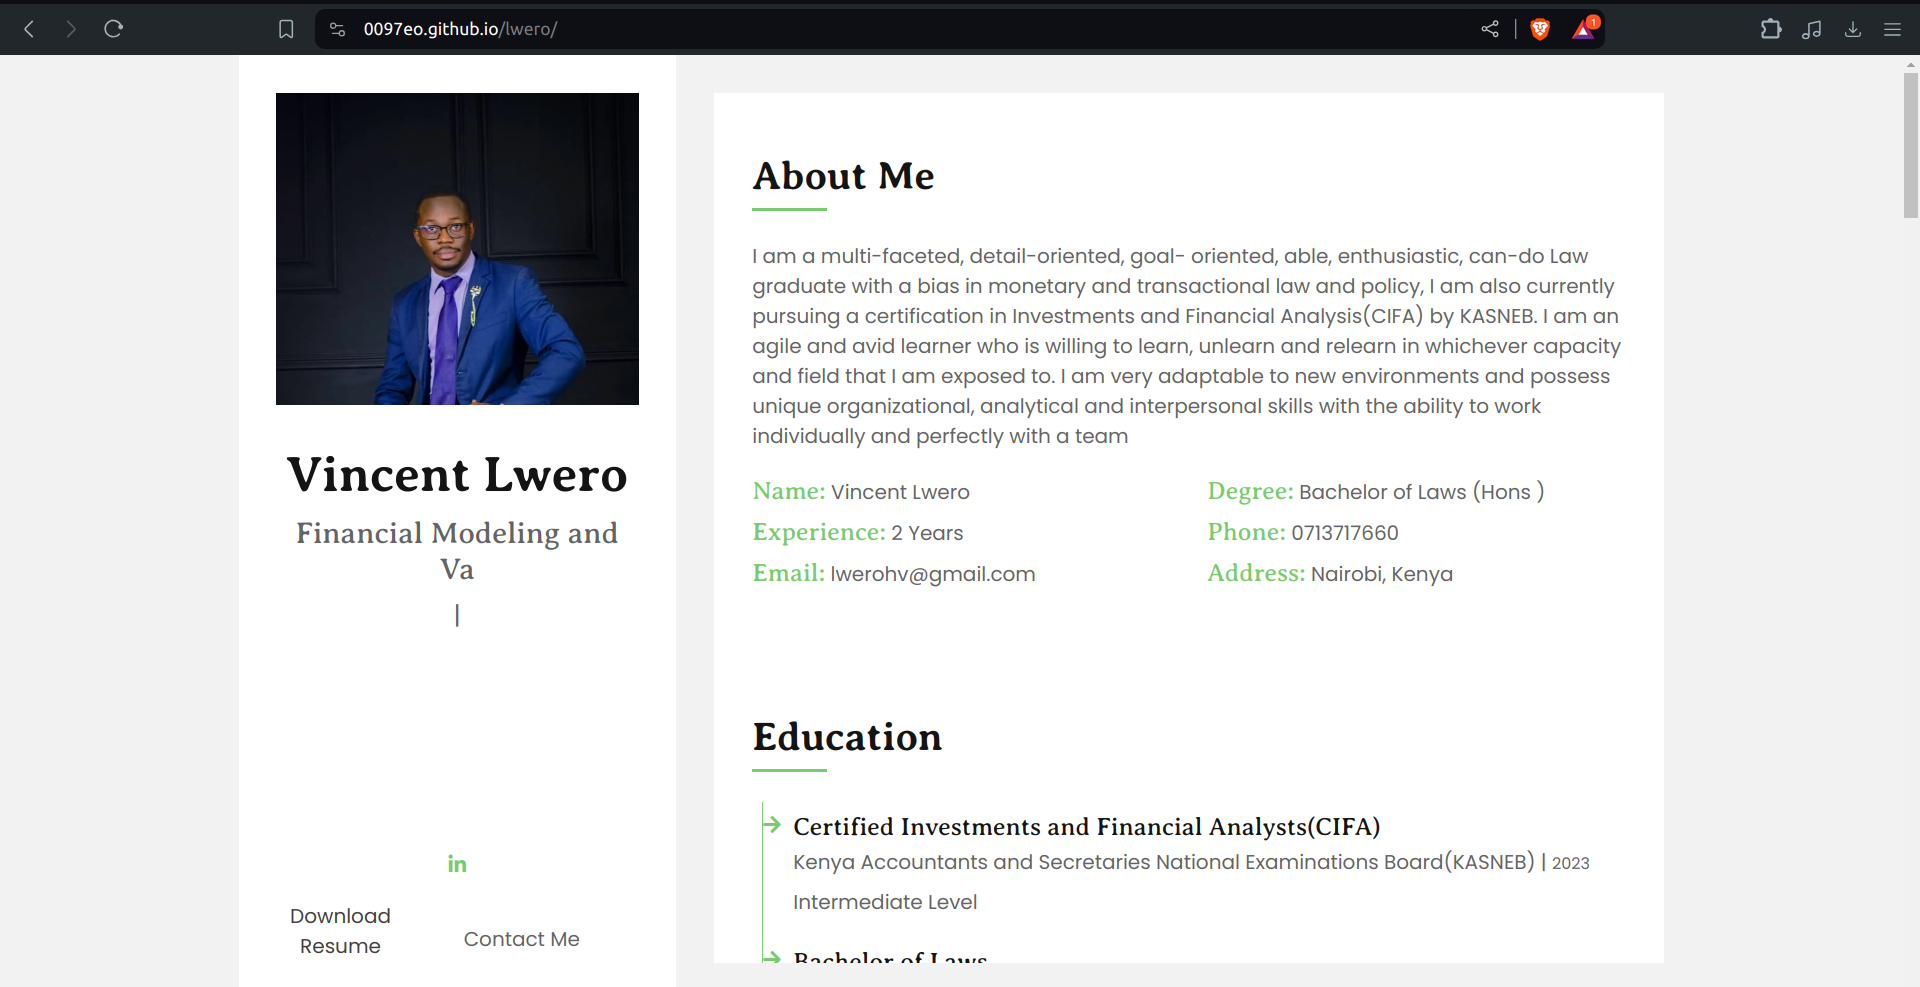 0097eo.github.io/lwero/
1
Vincent Lwero
Financial Modeling and
Va
|
in
Download
Resume
Contact Me
About Me
I am a multi-faceted, detail-oriented, goal- oriented, able, enthusiastic, can-do Law
graduate with a bias in monetary and transactional law and policy, I am also currently
pursuing a certification in Investments and Financial Analysis(CIFA) by KASNEB. I am an
agile and avid learner who is willing to learn, unlearn and relearn in whichever capacity
and field that I am exposed to. I am very adaptable to new environments and possess
unique organizational, analytical and interpersonal skills with the ability to work
individually and perfectly with a team
Name: Vincent Lwero
Degree: Bachelor of Laws (Hons )
Experience: 2 Years
Phone: 0713717660
Email: lwerohv@gmail.com
Address: Nairobi, Kenya
Education
Certified Investments and Financial Analysts(CIFA)
Kenya Accountants and Secretaries National Examinations Board(KASNEB) | 2023
Intermediate Level
Bachelor of Laws